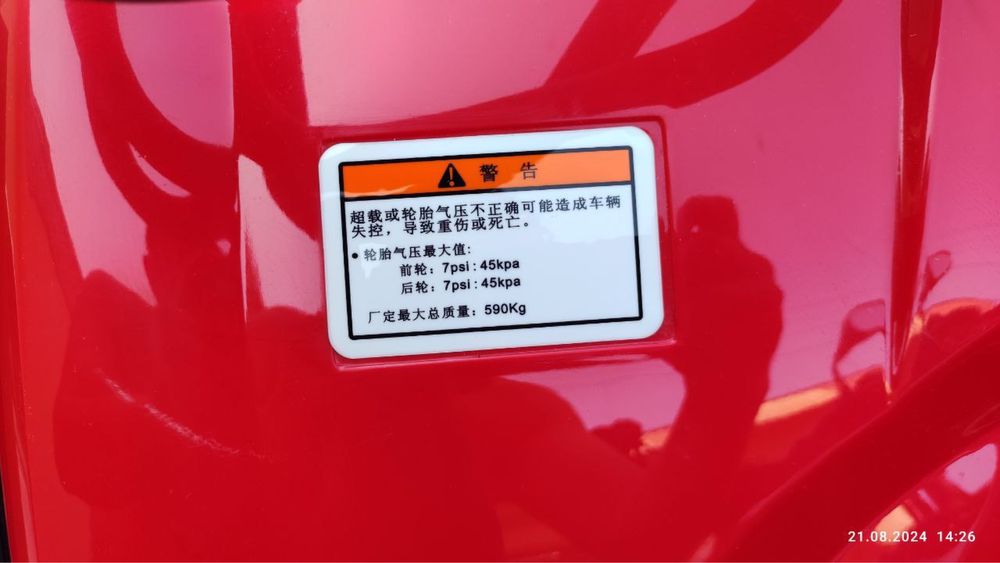 警告
超载或轮胎气压不正确可能造成车辆
失控，导致重伤或死亡。
• 轮胎气压最大值：
前轮：7psi：45kpa
后轮：7psi：45kpa
厂定最大总质量：590Kg
21.08.2024 14:26